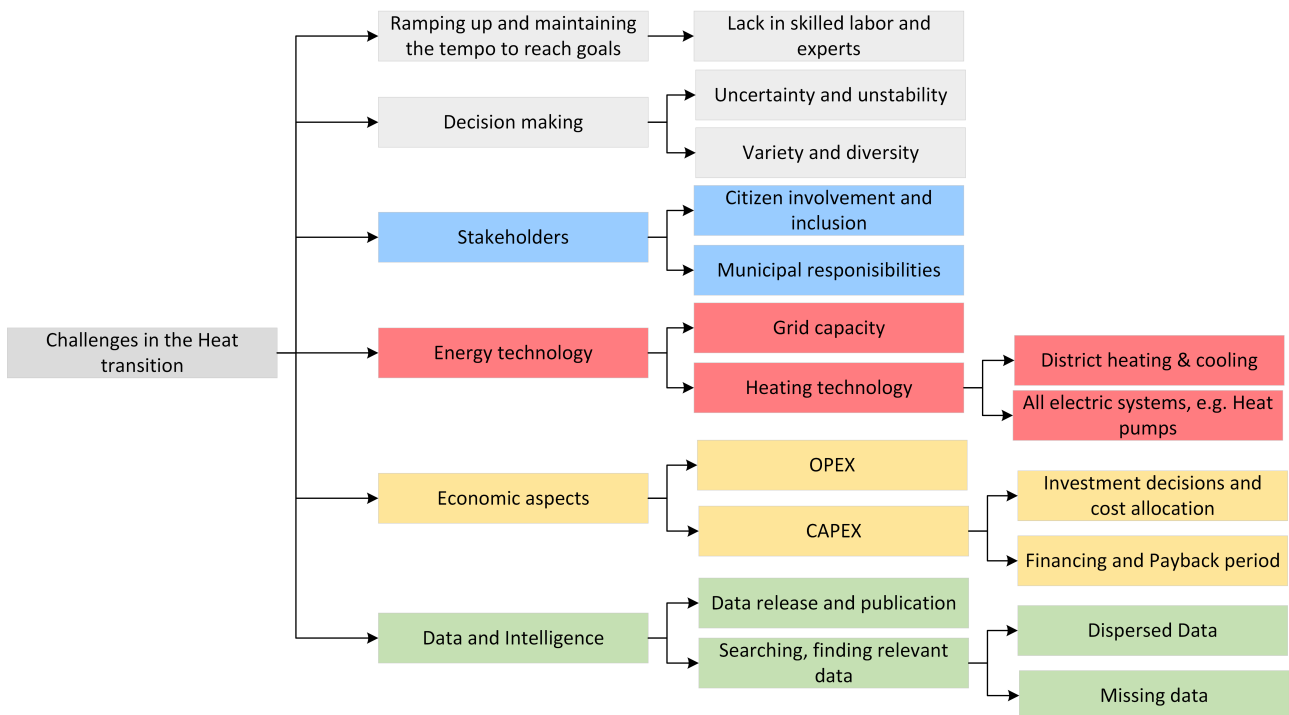 Challenges in the Heat
transition
Ramping up and maintaining
the tempo to reach goals
Lack in skilled labor and
experts
Decision making
Uncertainty and unstability
Variety and diversity
Stakeholders
Citizen involvement and
inclusion
Municipal responisibilities
Energy technology
Grid capacity
Heating technology
District heating & cooling
All electric systems, e.g. Heat
pumps
Economic aspects
OPEX
CAPEX
Investment decisions and
cost allocation
Financing and Payback period
Data and Intelligence
Data release and publication
Searching, finding relevant
data
Dispersed Data
Missing data